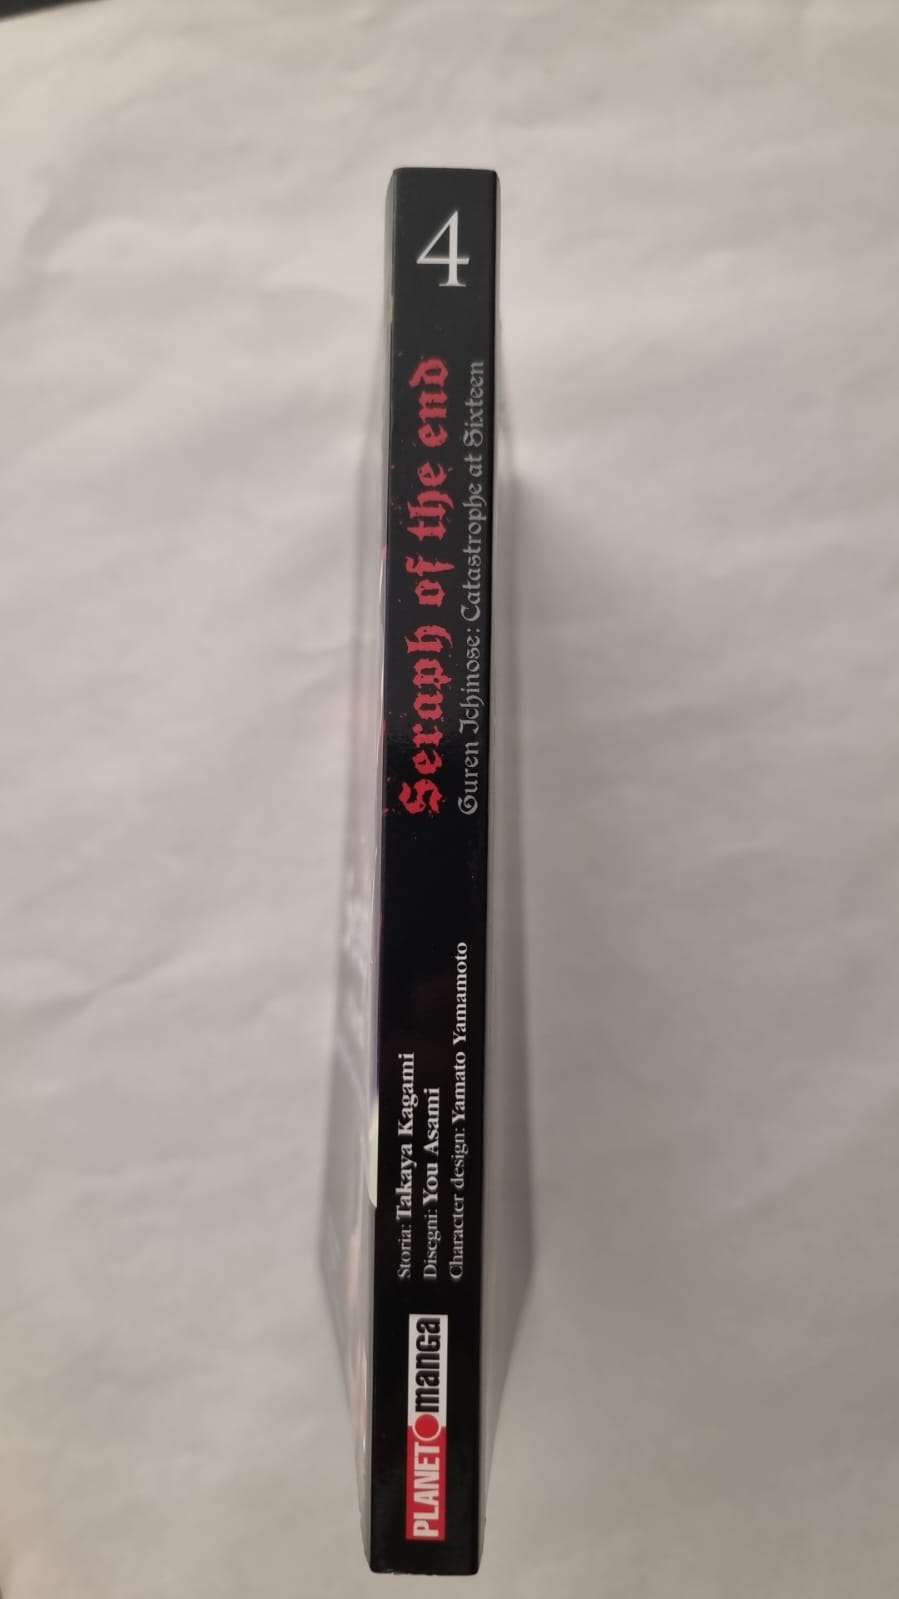 4
Seraph of the end
Guren Ichinose: Catastrophe at Sixteen
Storia: Takaya Kagami
Disegni: You Asami
Character design: Yamato Yamamoto
PLANET manga